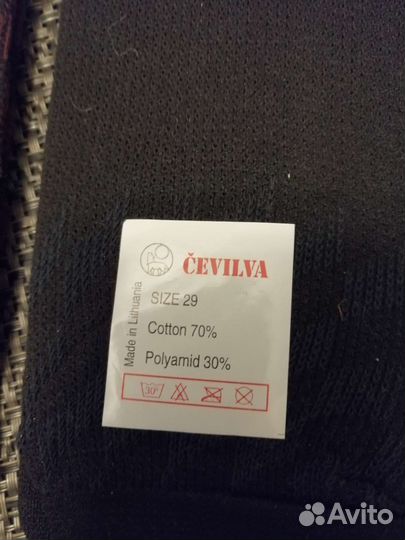 ČEVILVA
SIZE 29
Cotton 70%
Polyamid 30%
Made in Lithuania
30°
Avito